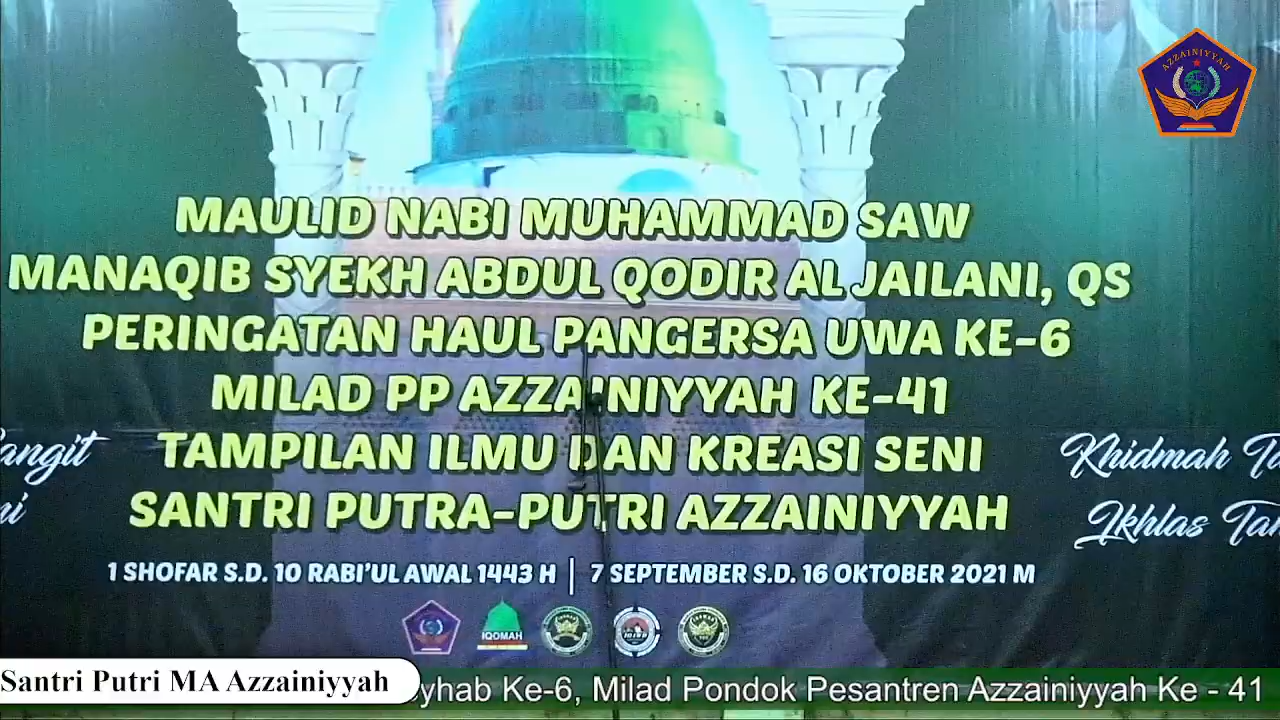 AZZAINIYYAH
MAULID NABI MUHAMMAD SAW
MANAQIB SYEKH ABDUL QODIR AL JAILANI, QS
PERINGATAN HAUL PANGERSA UWA KE-6
MILAD PP AZZAINIYYAH KE-41
TAMPILAN ILMU DAN KREASI SENI
SANTRI PUTRA-PUTRI AZZAINIYYAH
Khidmah
Ikhlas
1 SHOFAR S.D. 10 RABI'UL AWAL 1443 H | 7 SEPTEMBER S.D. 16 OKTOBER 2021 M
IQOMAH
Santri Putri MA Azzainiyyah
yhab Ke-6, Milad Pondok Pesantren Azzainiyyah Ke - 41